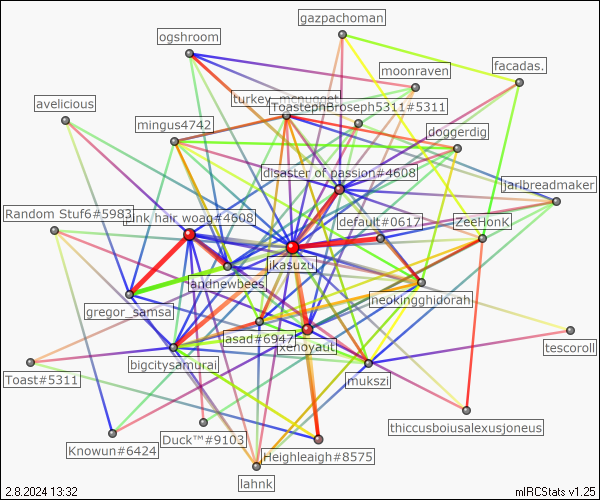 gazpachoman
ogshroom
facadas.
moonraven
turkey_mcnugget
ToastepnBroseph5311#5311
avelicious
mingus4742
doggerdig
disaster of passion#4608
jarlbreadmaker
Random Stuf6#5983
pink hair woag#4608
default#0617
ZeeHonK
ikasuzu
andnewbees
neokingghidorah
gregor_samsa
asad#6947
xenoyaut
tescoroll
bigcitysamurai
Toast#5311
mukszi
thiccusboiusalexusjoneus
Duck™#9103
Knowun#6424
Heighleaigh#8575
lahnk
2.8.2024 13:32
mIRCStats v1.25